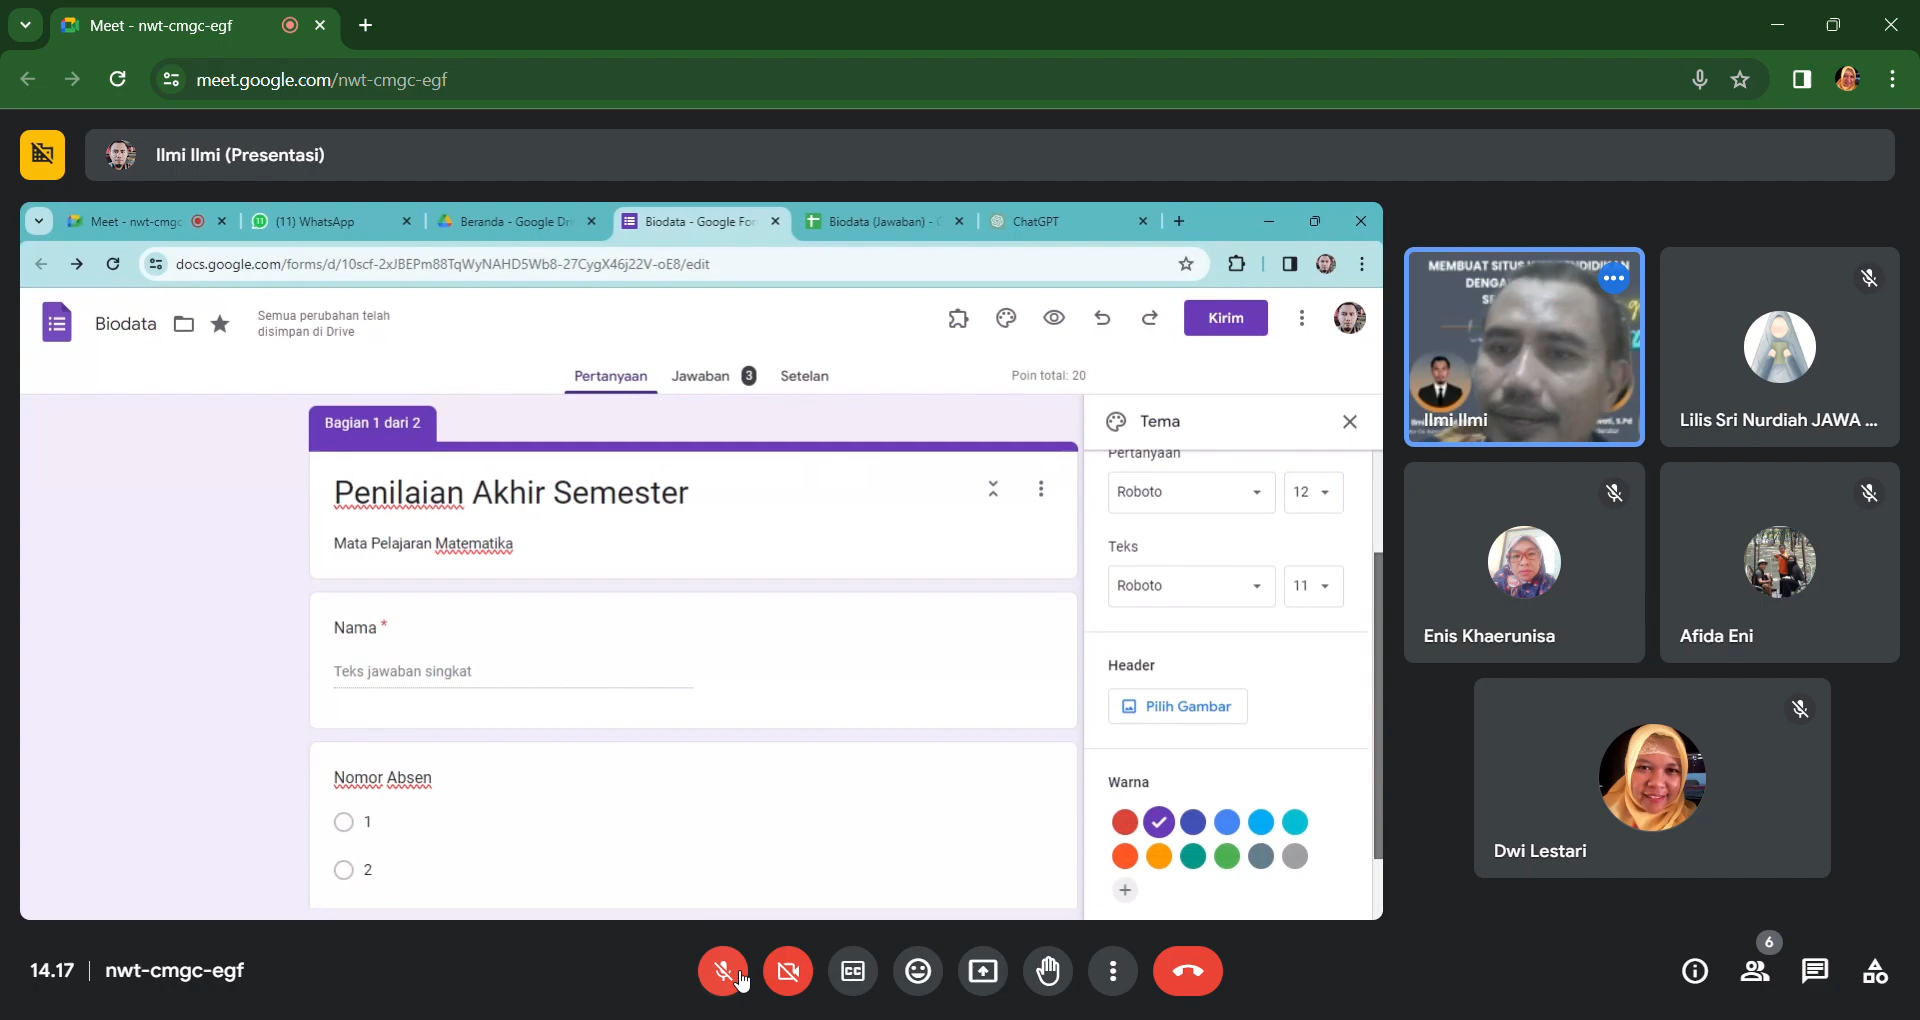 Meet - nwt-cmgc-egf
meet.google.com/nwt-cmgc-egf
Ilmi Ilmi (Presentasi)
Meet - nwt-cmgc
(11) WhatsApp
Beranda - Google Dri
Biodata - Google For
Biodata (Jawaban) - G
ChatGPT
docs.google.com/forms/d/10scf-2xJBEPm88TqWyNAHD5Wb8-27CygX46j22V-oE8/edit
Biodata
Semua perubahan telah
disimpan di Drive
Kirim
Pertanyaan
Jawaban 3
Setelan
Poin total: 20
Bagian 1 dari 2
Penilaian Akhir Semester
Mata Pelajaran Matematika
Nama *
Teks jawaban singkat
Nomor Absen
1
2
Tema
Pertanyaan
Roboto 12
Teks
Roboto 11
Header
Pilih Gambar
Warna
MEMBUAT SITUS
DENGA
Ilmi Ilmi
Lilis Sri Nurdiah JAWA ...
Enis Khaerunisa
Afida Eni
Dwi Lestari
14.17 | nwt-cmgc-egf
6